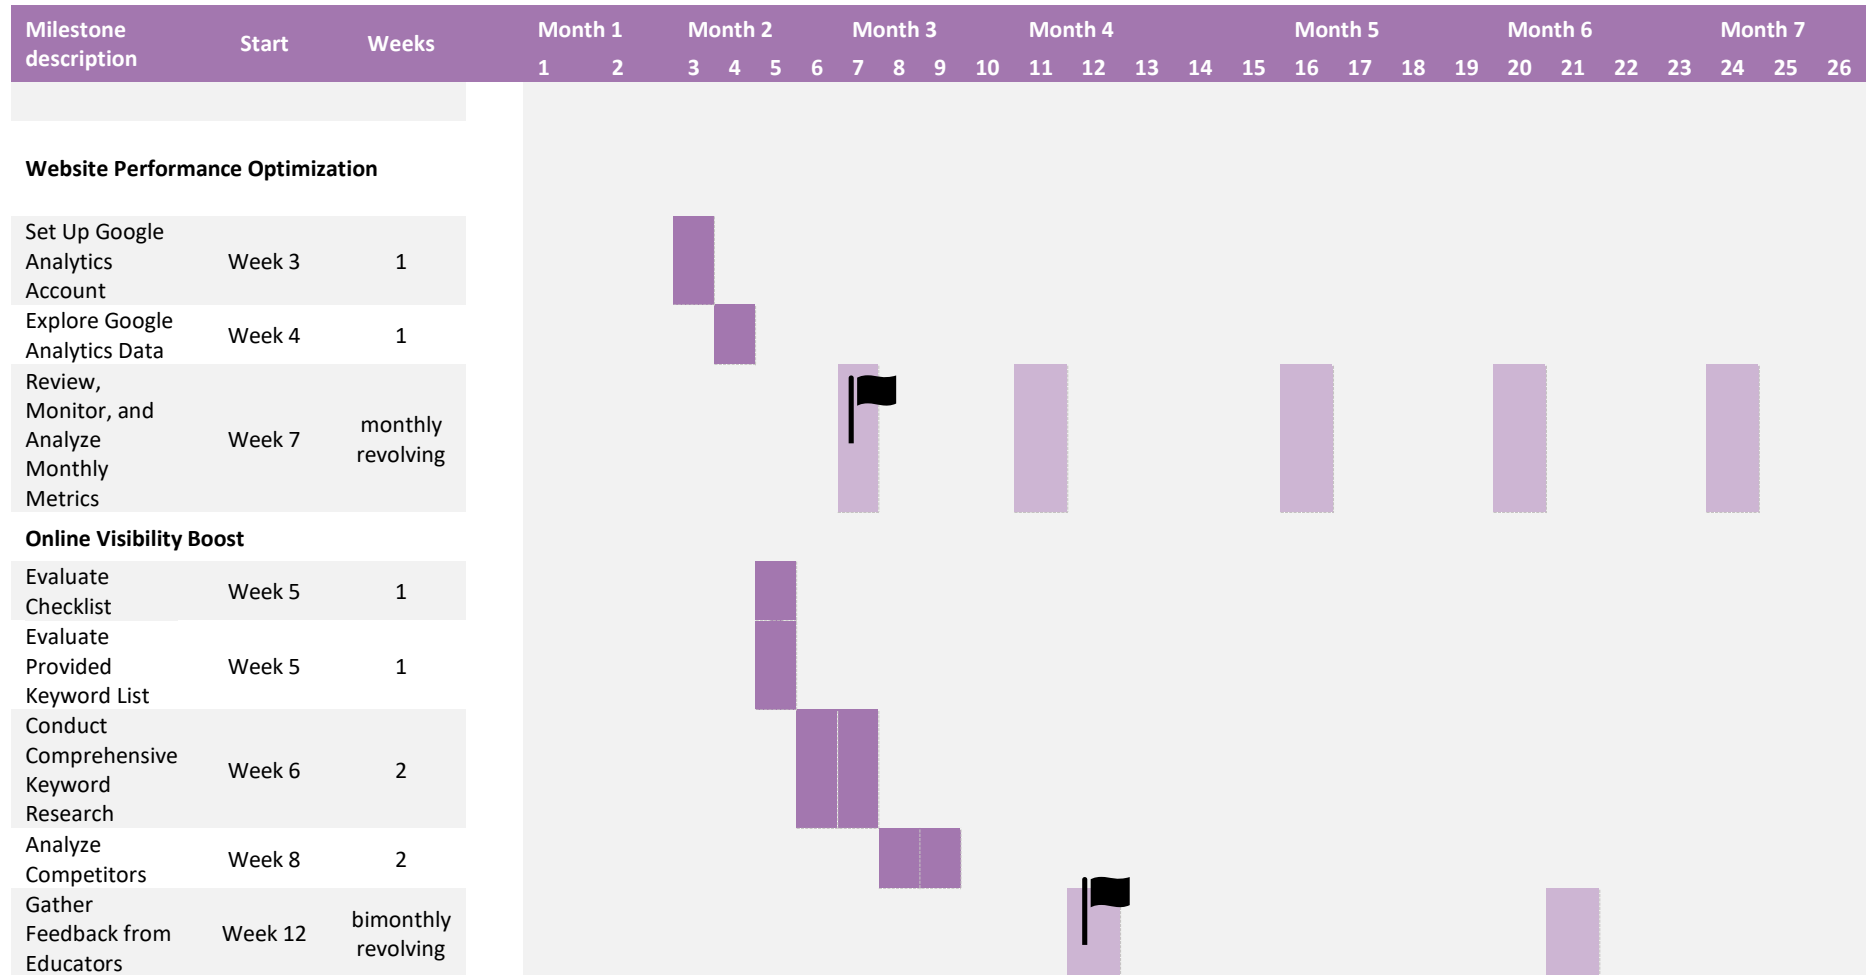 Milestone description Start Weeks Month 1 Month 2 Month 3 Month 4 Month 5 Month 6 Month 7
1 2 3 4 5 6 7 8 9 10 11 12 13 14 15 16 17 18 19 20 21 22 23 24 25 26
Website Performance Optimization
Set Up Google Analytics Account Week 3 1
Explore Google Analytics Data Week 4 1
Review, Monitor, and Analyze Monthly Metrics Week 7 monthly revolving
Online Visibility Boost
Evaluate Checklist Week 5 1
Evaluate Provided Keyword List Week 5 1
Conduct Comprehensive Keyword Research Week 6 2
Analyze Competitors Week 8 2
Gather Feedback from Educators Week 12 bimonthly revolving